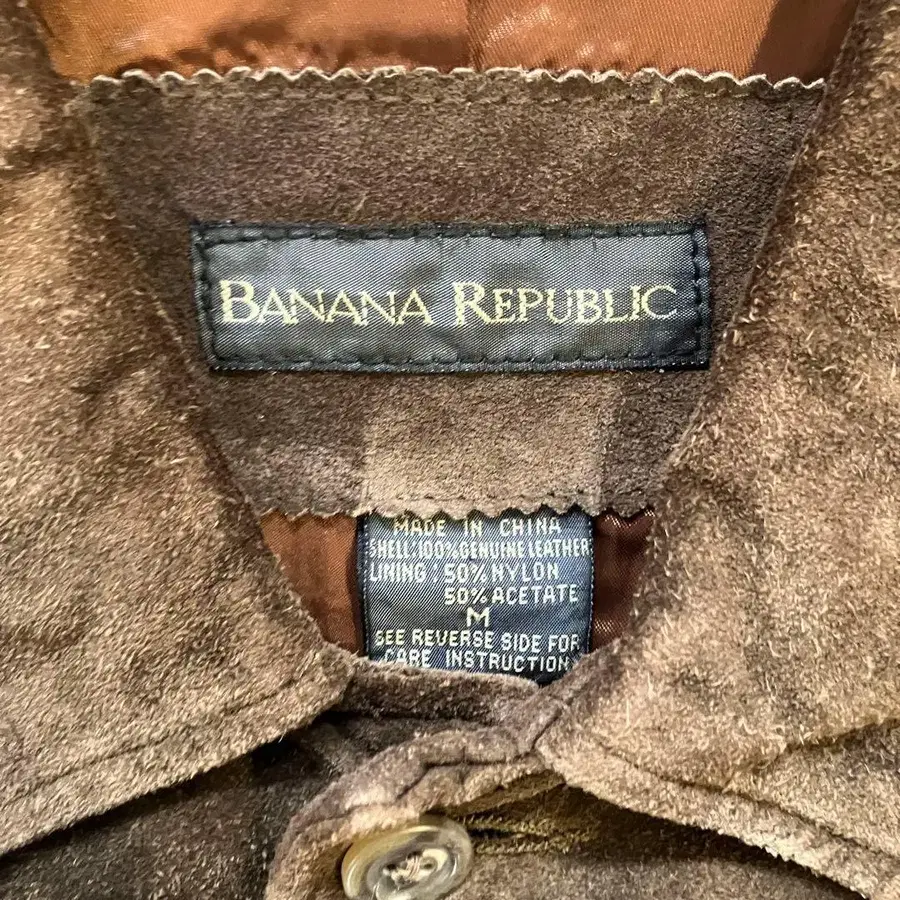 BANANA REPUBLIC
MADE IN CHINA
SHELL:100%GENUINE LEATHER
LINING: 50% NYLON
50% ACETATE
M
SEE REVERSE SIDE FOR
CARE INSTRUCTION